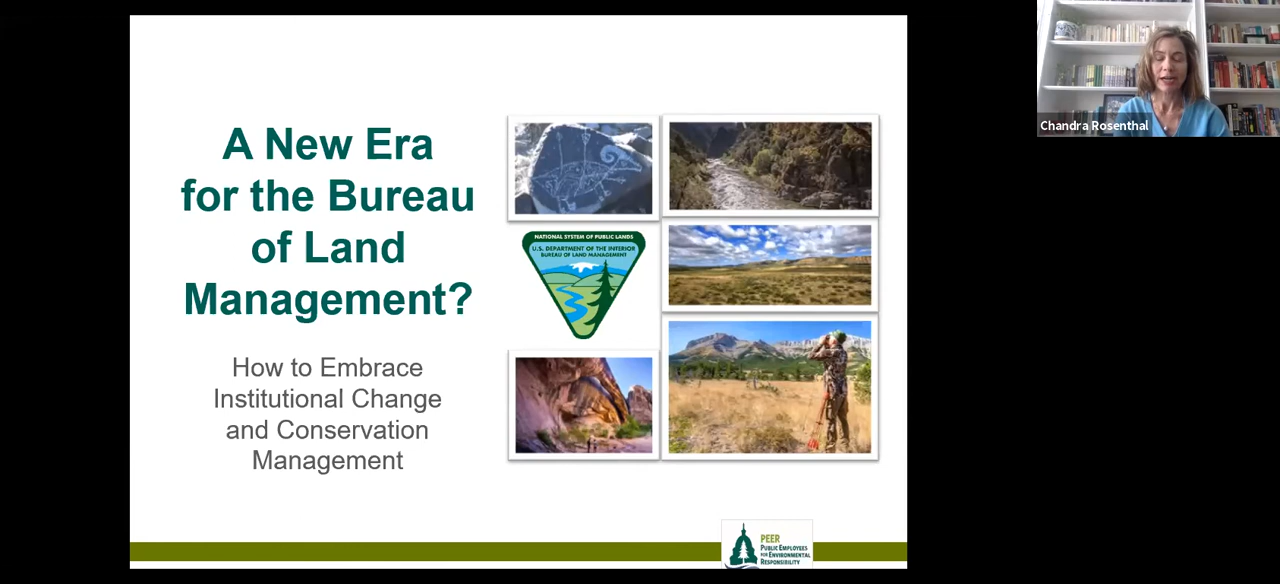 A New Era
for the Bureau
of Land
Management?
How to Embrace
Institutional Change
and Conservation
Management
NATIONAL SYSTEM OF PUBLIC LANDS
U.S. DEPARTMENT OF THE INTERIOR
BUREAU OF LAND MANAGEMENT
PEER
PUBLIC EMPLOYEES
FOR ENVIRONMENTAL
RESPONSIBILITY
Chandra Rosenthal